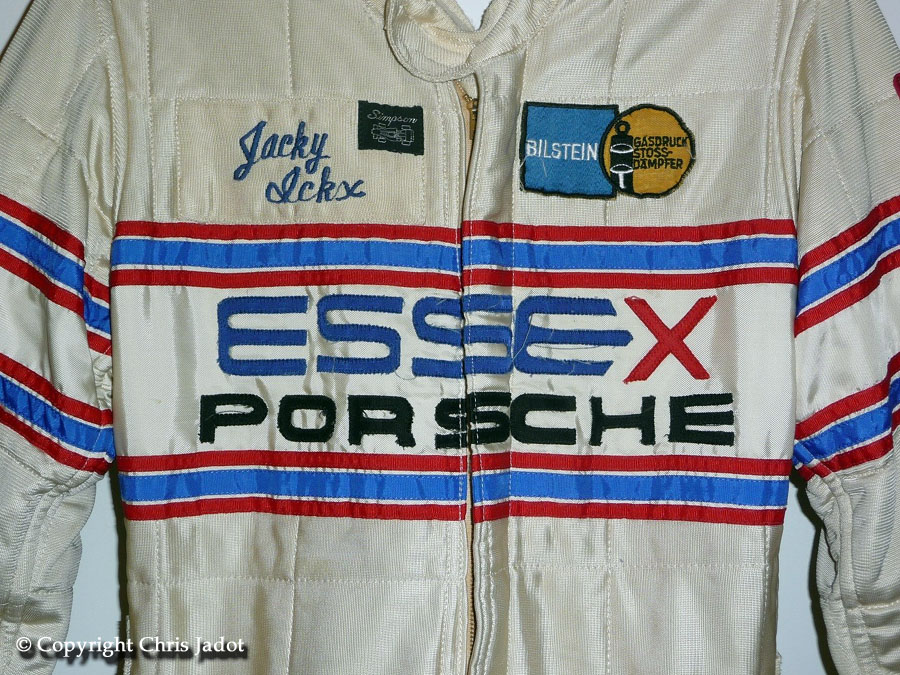 Jacky
Ickx
Simpson
BILSTEIN
GASDRUCK
STOSS-
DÄMPFER
ESSEX
PORSCHE
© Copyright Chris Jadot